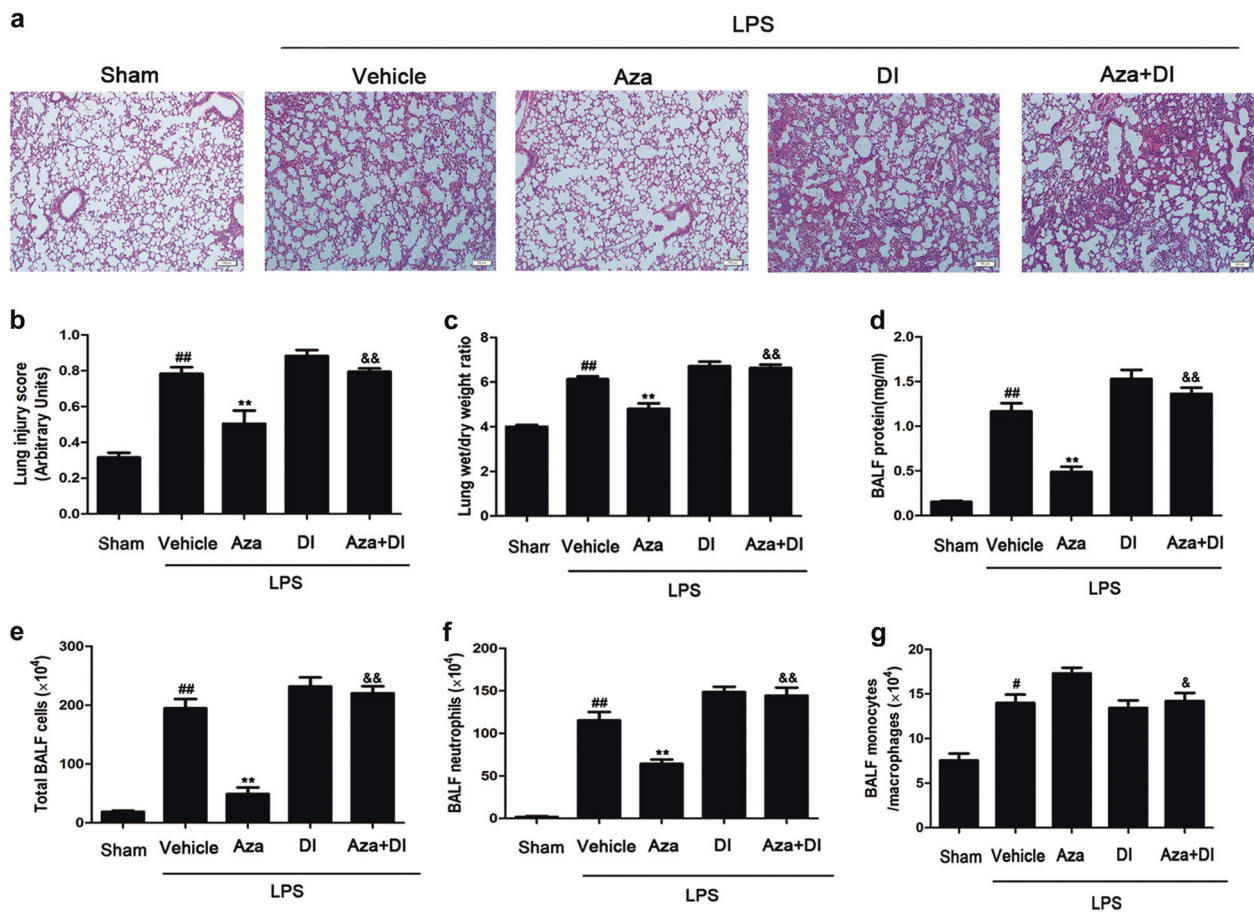 a
LPS
Sham
Vehicle
Aza
DI
Aza+DI
b
Lung injury score
(Arbitrary Units)
1.0
0.8
0.6
0.4
0.2
0.0
##
**
&&
Sham
Vehicle
Aza
DI
Aza+DI
LPS
c
Lung wet/dry weight ratio
8
6
4
2
0
##
**
&&
Sham
Vehicle
Aza
DI
Aza+DI
LPS
d
BALF protein(mg/ml)
2.0
1.5
1.0
0.5
0.0
##
**
&&
Sham
Vehicle
Aza
DI
Aza+DI
LPS
e
Total BALF cells (×10⁴)
300
200
100
0
##
**
&&
Sham
Vehicle
Aza
DI
Aza+DI
LPS
f
BALF neutrophils (×10⁴)
200
150
100
50
0
##
**
&&
Sham
Vehicle
Aza
DI
Aza+DI
LPS
g
BALF monocytes
/macrophages (×10⁴)
20
15
10
5
0
#
&
Sham
Vehicle
Aza
DI
Aza+DI
LPS